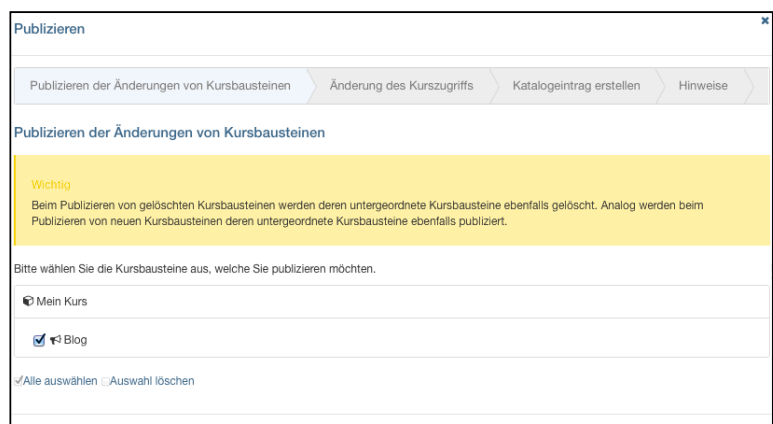 Publizieren
Publizieren der Änderungen von Kursbausteinen
Änderung des Kurszugriffs
Katalogeintrag erstellen
Hinweise
Publizieren der Änderungen von Kursbausteinen
Wichtig
Beim Publizieren von gelöschten Kursbausteinen werden deren untergeordnete Kursbausteine ebenfalls gelöscht. Analog werden beim
Publizieren von neuen Kursbausteinen deren untergeordnete Kursbausteine ebenfalls publiziert.
Bitte wählen Sie die Kursbausteine aus, welche Sie publizieren möchten.
Mein Kurs
Blog
Alle auswählen Auswahl löschen